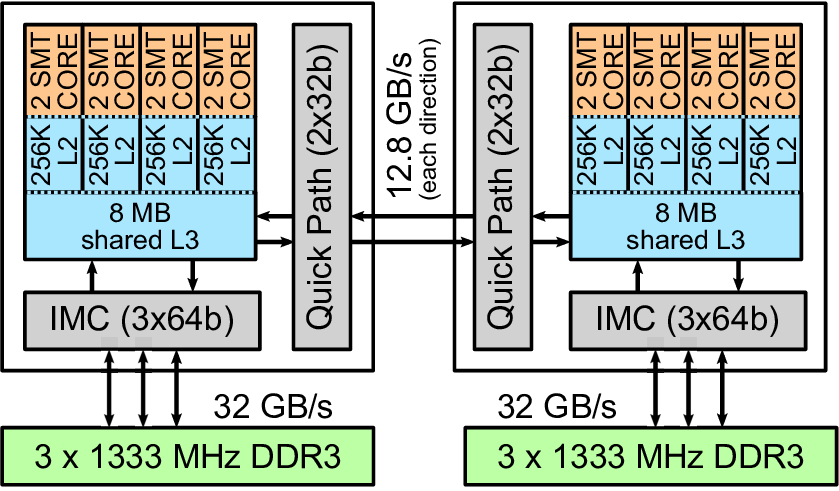 2 SMT
CORE
2 SMT
CORE
2 SMT
CORE
2 SMT
CORE
256K
L2
256K
L2
256K
L2
256K
L2
8 MB
shared L3
IMC (3x64b)
Quick Path (2x32b)
12.8 GB/s
(each direction)
Quick Path (2x32b)
2 SMT
CORE
2 SMT
CORE
2 SMT
CORE
2 SMT
CORE
256K
L2
256K
L2
256K
L2
256K
L2
8 MB
shared L3
IMC (3x64b)
32 GB/s
32 GB/s
3 x 1333 MHz DDR3
3 x 1333 MHz DDR3